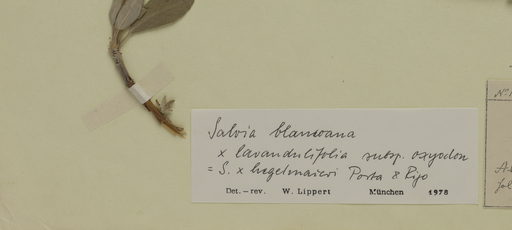 Salvia blancoana
x lavandulifolia subsp. oxyodon
= S. x hegelmaieri Porta & Rigo
Det. – rev. W. Lippert München 1978